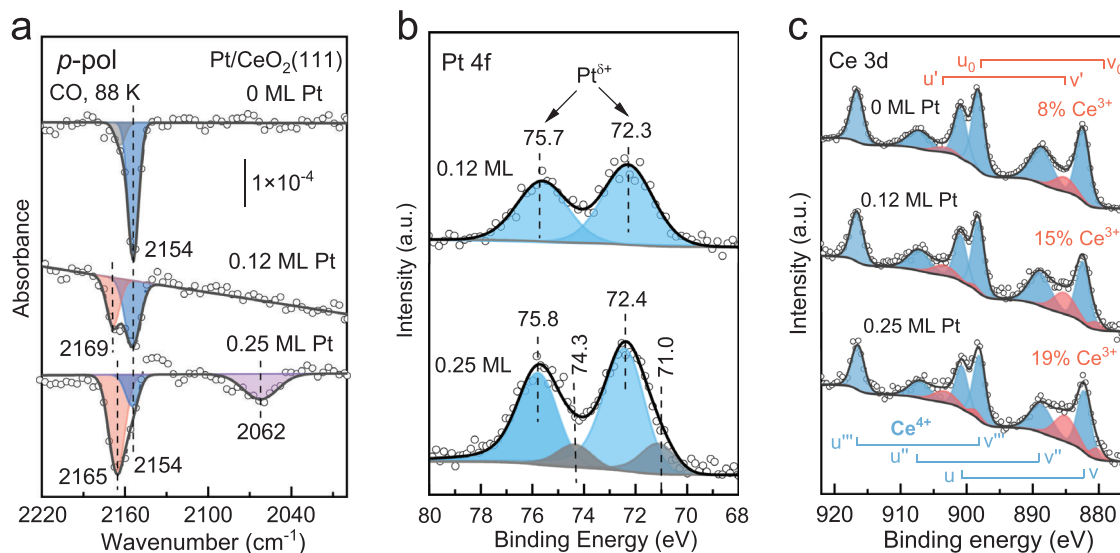 a
p-pol
Pt/CeO2(111)
CO, 88 K
0 ML Pt
1×10-4
2154
0.12 ML Pt
2169
0.25 ML Pt
2062
2165
2154
Absorbance
2220 2160 2100 2040
Wavenumber (cm-1)
b
Pt 4f
Ptδ+
75.7
72.3
0.12 ML
75.8
74.3
72.4
71.0
0.25 ML
Intensity (a.u.)
80 78 76 74 72 70 68
Binding Energy (eV)
c
Ce 3d
u0
v0
u'
v'
0 ML Pt
8% Ce3+
0.12 ML Pt
15% Ce3+
0.25 ML Pt
19% Ce3+
Ce4+
u'''
v'''
u''
v''
u
v
Intensity (a.u.)
920 910 900 890 880
Binding energy (eV)